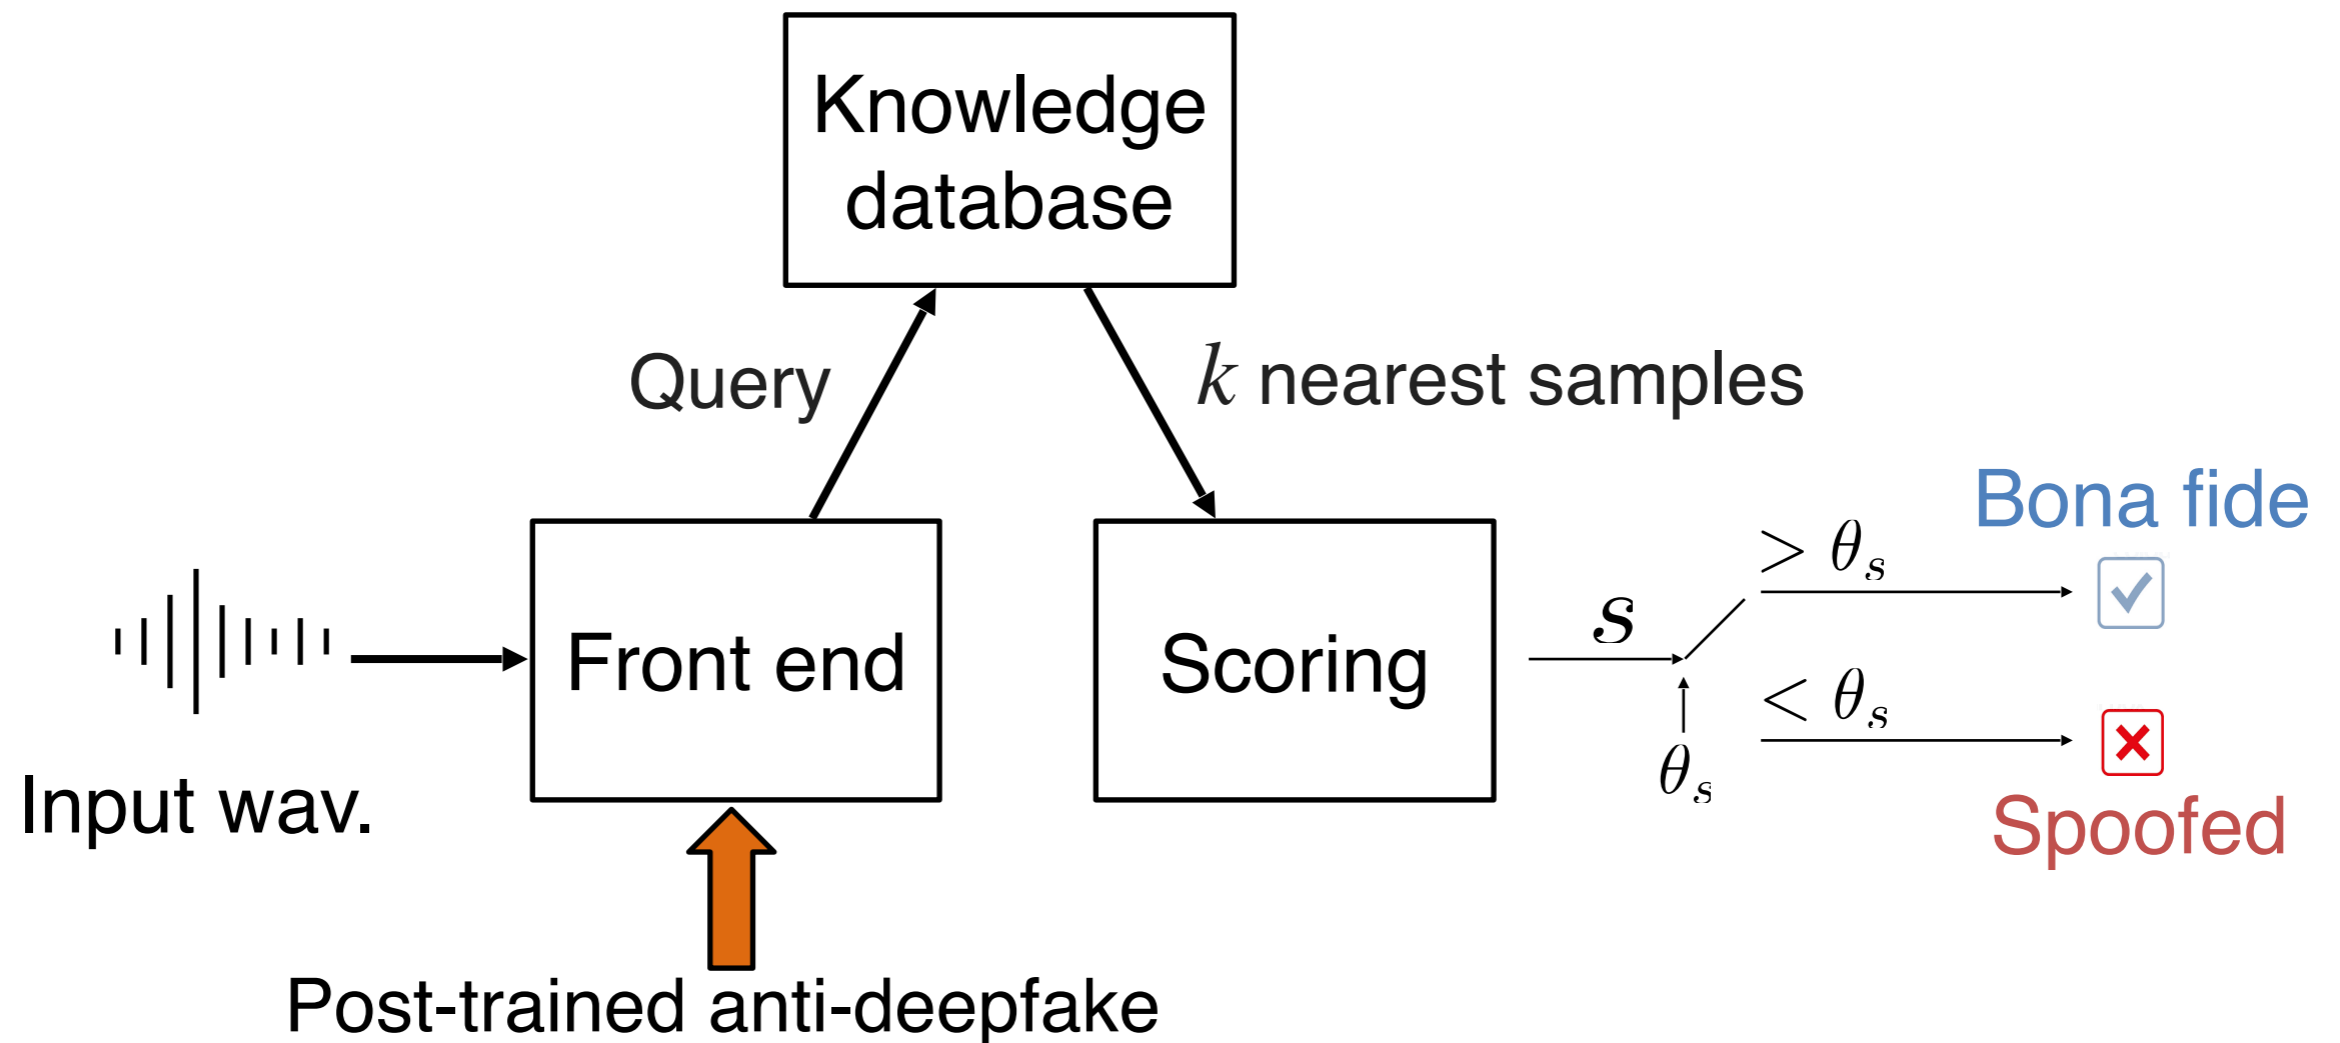 Knowledge
database
Query
k nearest samples
Bona fide
> θₛ
s
Front end
Scoring
< θₛ
θₛ
Input wav.
Spoofed
Post-trained anti-deepfake